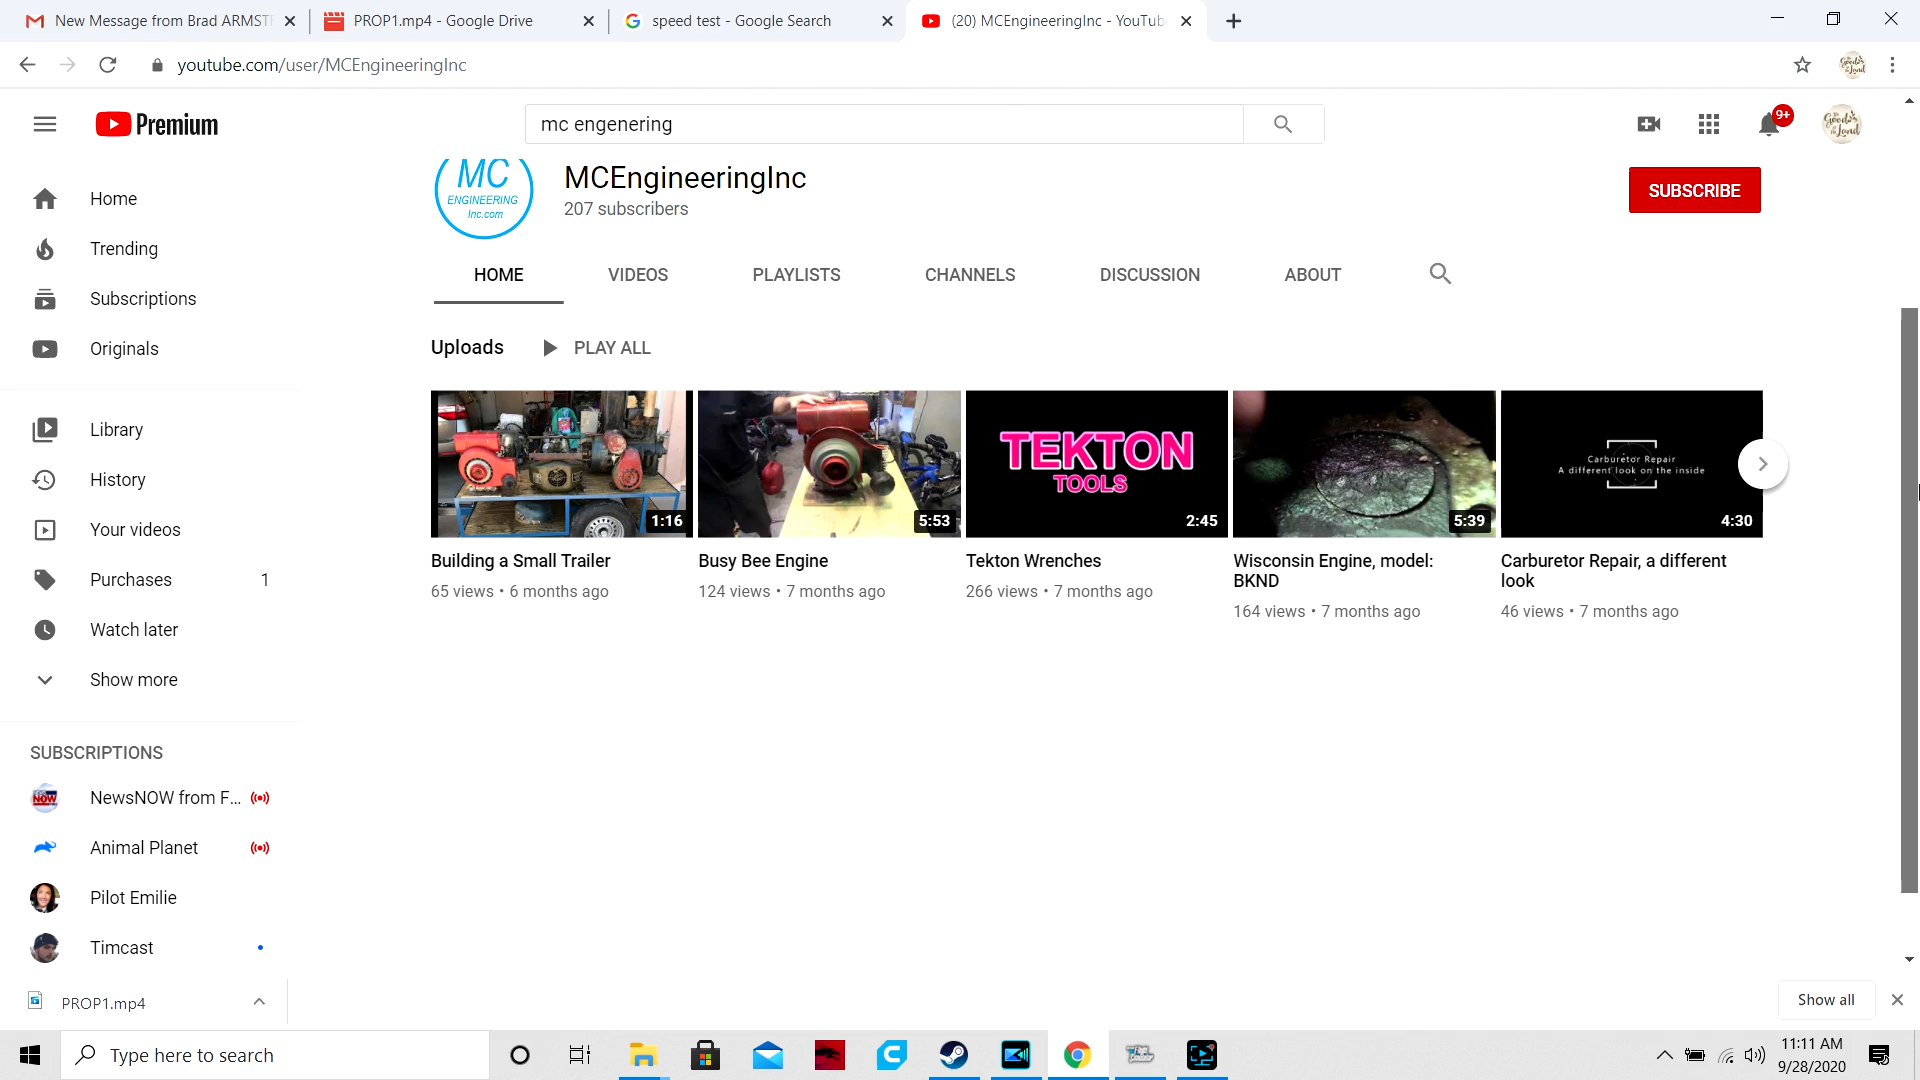 New Message from Brad ARMST
PROP1.mp4 - Google Drive
speed test - Google Search
(20) MCEngineeringInc - YouTub
youtube.com/user/MCEngineeringInc
Premium
mc engenering
9+
MC
ENGINEERING
Inc.com
MCEngineeringInc
207 subscribers
SUBSCRIBE
HOME
VIDEOS
PLAYLISTS
CHANNELS
DISCUSSION
ABOUT
Home
Trending
Subscriptions
Originals
Library
History
Your videos
Purchases 1
Watch later
Show more
SUBSCRIPTIONS
NewsNOW from F...
Animal Planet
Pilot Emilie
Timcast
Uploads
PLAY ALL
1:16
Building a Small Trailer
65 views • 6 months ago
5:53
Busy Bee Engine
124 views • 7 months ago
TEKTON
TOOLS
2:45
Tekton Wrenches
266 views • 7 months ago
5:39
Wisconsin Engine, model:
BKND
164 views • 7 months ago
Carburetor Repair
A different look on the inside
4:30
Carburetor Repair, a different
look
46 views • 7 months ago
PROP1.mp4
Show all
Type here to search
11:11 AM
9/28/2020